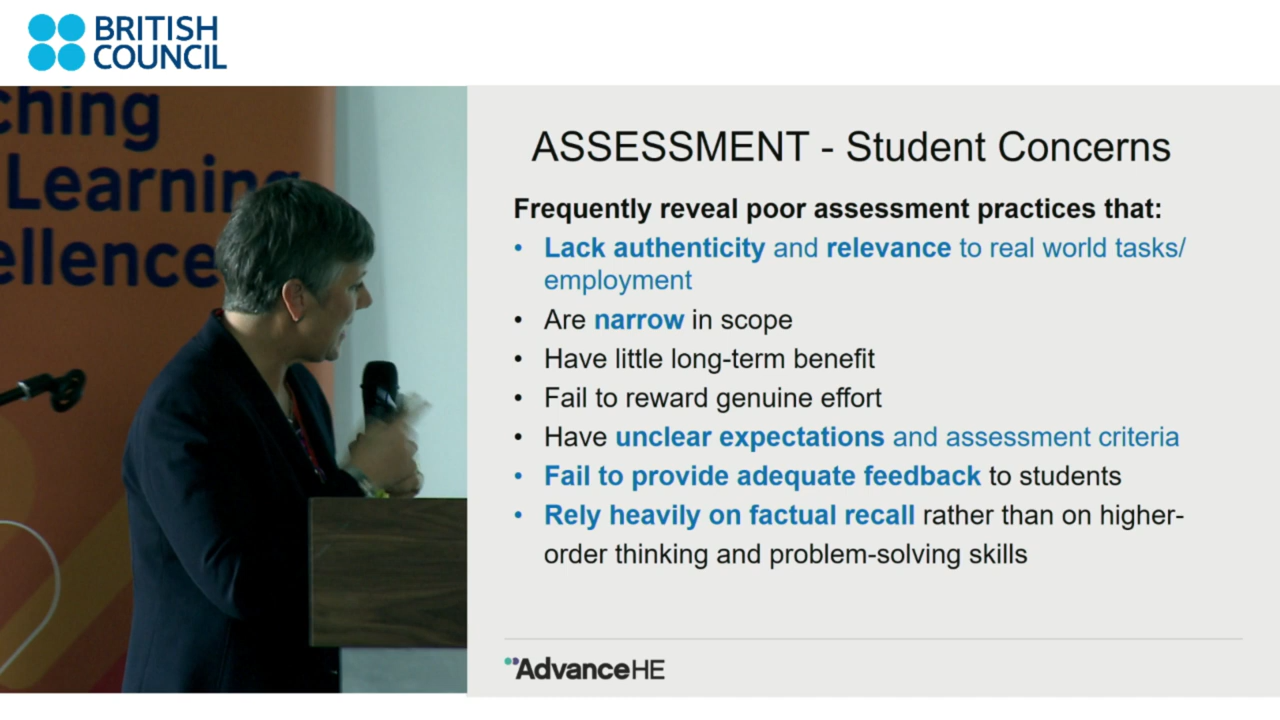 BRITISH
COUNCIL
ching
Learning
ellence
ASSESSMENT - Student Concerns
Frequently reveal poor assessment practices that:
• Lack authenticity and relevance to real world tasks/
employment
• Are narrow in scope
• Have little long-term benefit
• Fail to reward genuine effort
• Have unclear expectations and assessment criteria
• Fail to provide adequate feedback to students
• Rely heavily on factual recall rather than on higher-
order thinking and problem-solving skills
AdvanceHE